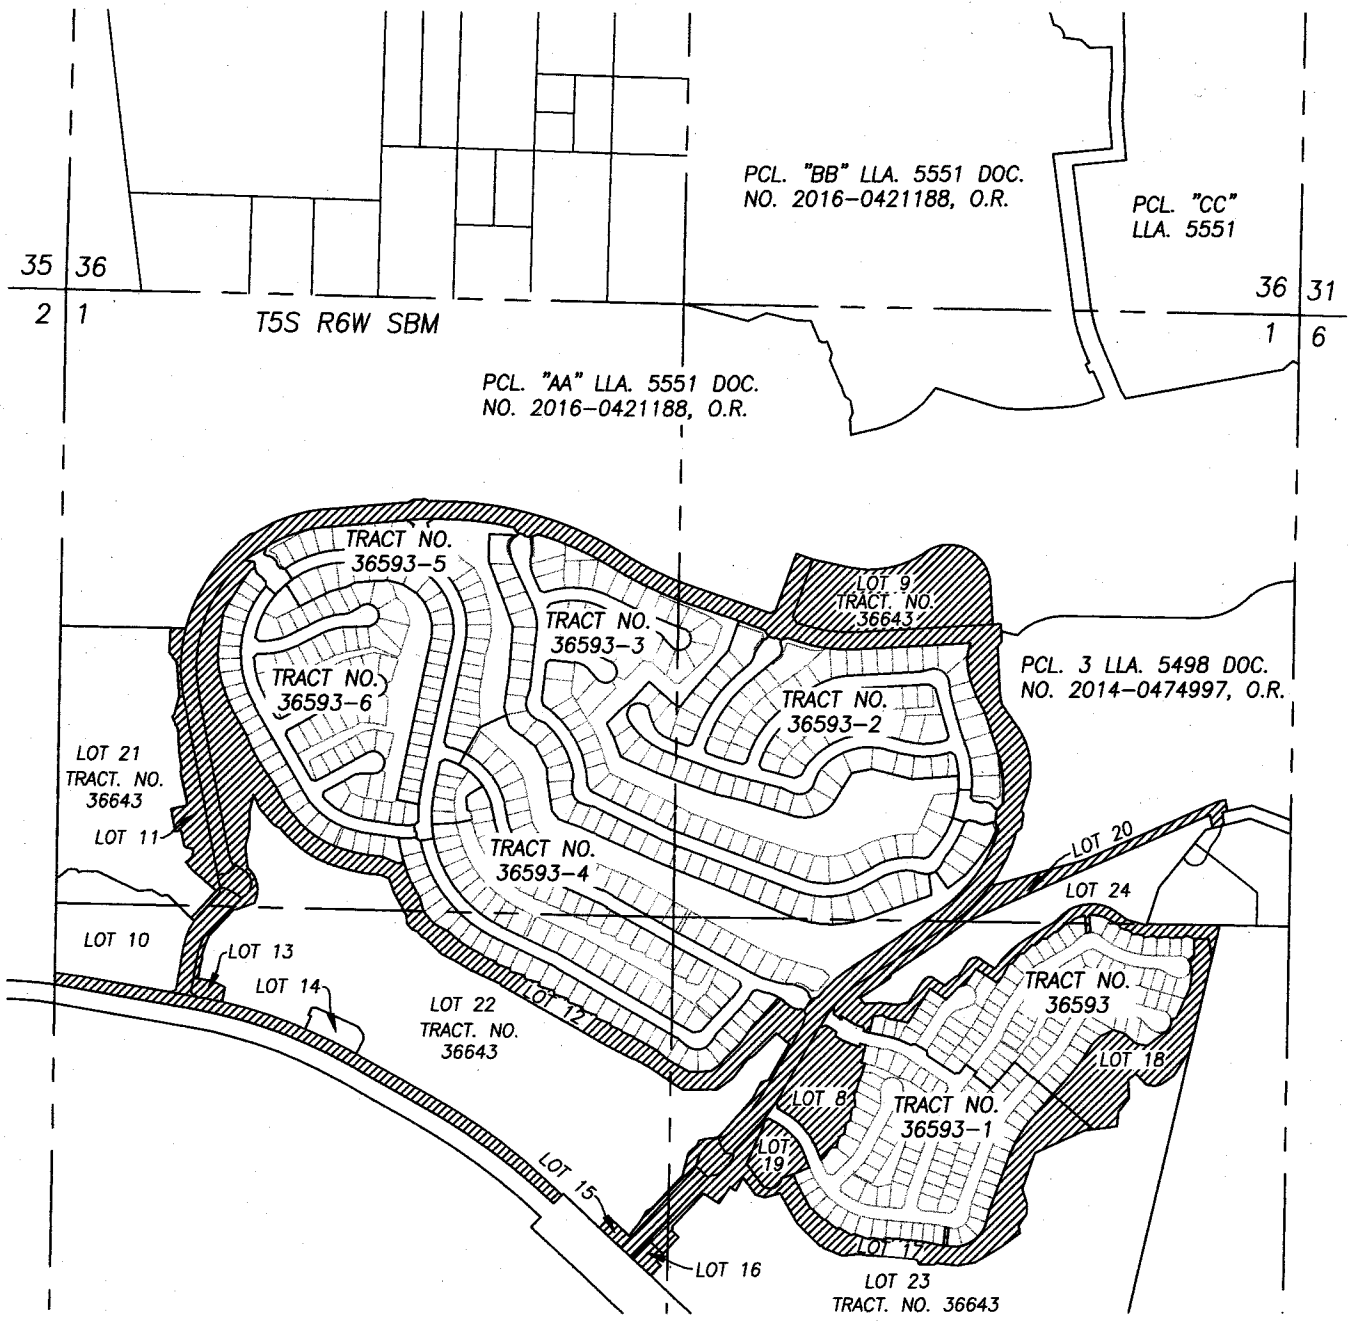 PCL. "BB" LLA. 5551 DOC.
NO. 2016-0421188, O.R.
PCL. "CC"
LLA. 5551
35 36
2 1
T5S R6W SBM
36 31
1 6
PCL. "AA" LLA. 5551 DOC.
NO. 2016-0421188, O.R.
TRACT NO.
36593-5
LOT 9
TRACT. NO.
36643
TRACT NO.
36593-3
PCL. 3 LLA. 5498 DOC.
NO. 2014-0474997, O.R.
TRACT NO.
36593-6
TRACT NO.
36593-2
LOT 21
TRACT. NO.
36643
LOT 11
LOT 20
TRACT NO.
36593-4
LOT 24
LOT 10
LOT 13
LOT 14
LOT 22
TRACT. NO.
36643
LOT 12
TRACT NO.
36593
LOT 18
LOT 8
TRACT NO.
36593-1
LOT
19
LOT 15
LOT 16
LOT 17
LOT 23
TRACT. NO. 36643